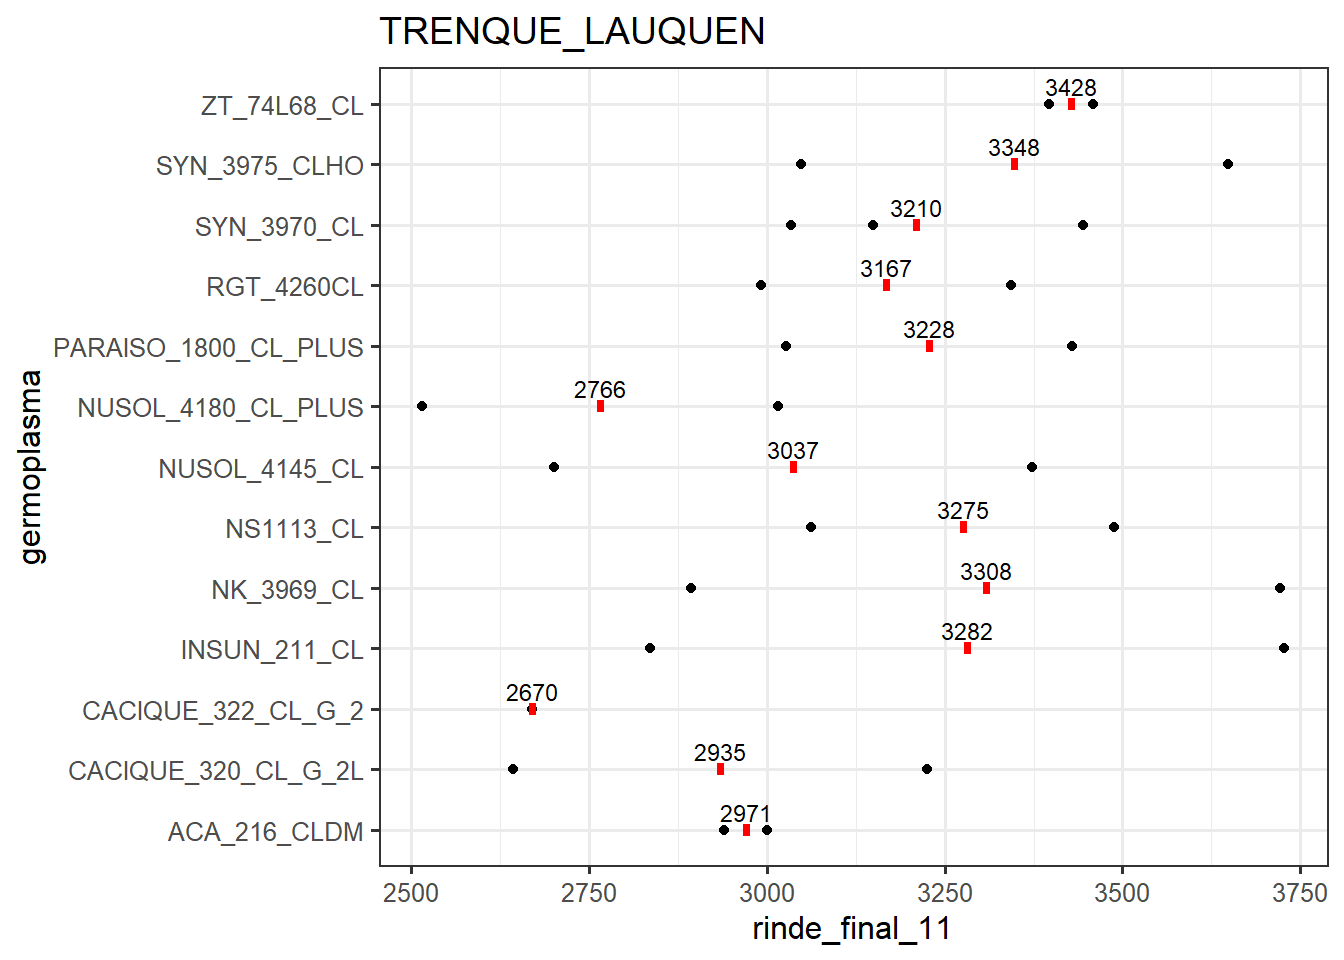 TRENQUE_LAUQUEN
germoplasma
ZT_74L68_CL
3428
SYN_3975_CLHO
3348
SYN_3970_CL
3210
RGT_4260CL
3167
PARAISO_1800_CL_PLUS
3228
NUSOL_4180_CL_PLUS
2766
NUSOL_4145_CL
3037
NS1113_CL
3275
NK_3969_CL
3308
INSUN_211_CL
3282
CACIQUE_322_CL_G_2
2670
CACIQUE_320_CL_G_2L
2935
ACA_216_CLDM
2971
2500 2750 3000 3250 3500 3750
rinde_final_11